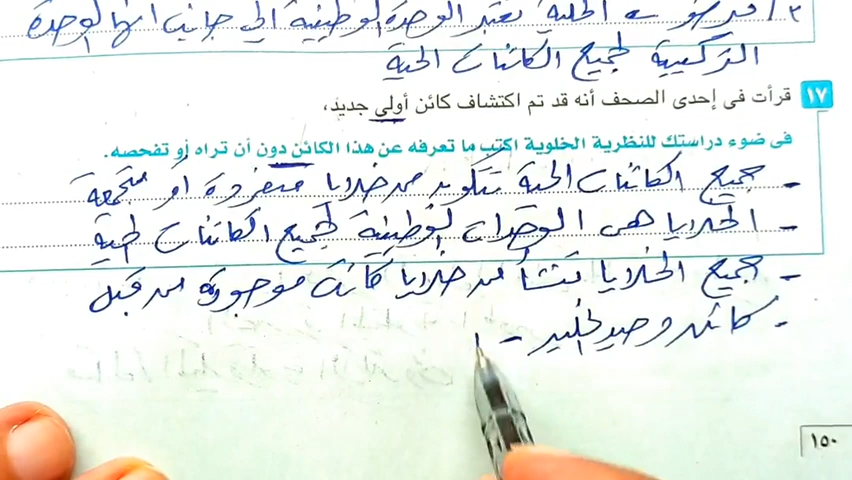 ٣/ تعتبر الوحدة الوظيفية إلى جانب أنها الوحدة
التركيبية لجميع الكائنات الحية
١٧ قرأت فى إحدى الصحف أنه قد تم اكتشاف كائن أولى جديد،
فى ضوء دراستك للنظرية الخلوية اكتب ما تعرفه عن هذا الكائن دون أن تراه أو تفحصه.
- جميع الكائنات الحية تتكون من خلايا منفردة أو متجمعة
- الخلايا هى الوحدات الوظيفية لجميع الكائنات الحية
- جميع الخلايا تنشأ من خلايا كانت موجودة من قبل
- كائن وحيد الخلية -
١٥٠